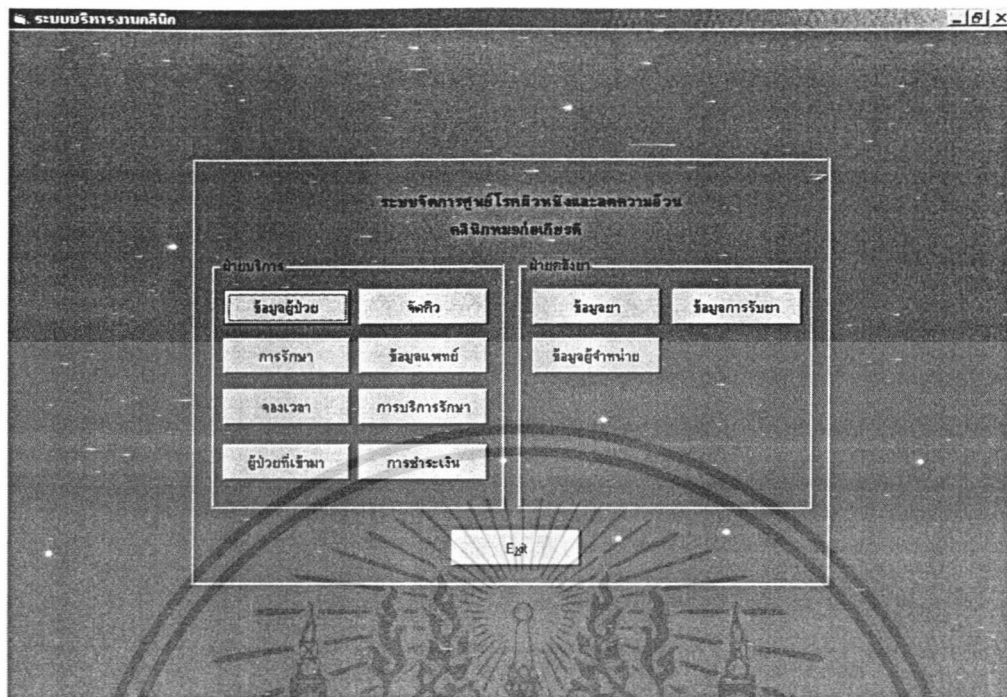 ระบบบริหารงานคลินิก
ระบบจัดการศูนย์โรคผิวหนังและลดความอ้วน
คลินิกหมอก่อเกียรติ
ฝ่ายบริการ
ข้อมูลผู้ป่วย
จัดคิว
การรักษา
ข้อมูลแพทย์
จองเวลา
การบริการรักษา
ผู้ป่วยที่เข้ามา
การชำระเงิน
ฝ่ายคลังยา
ข้อมูลยา
ข้อมูลการรับยา
ข้อมูลผู้จำหน่าย
Exit